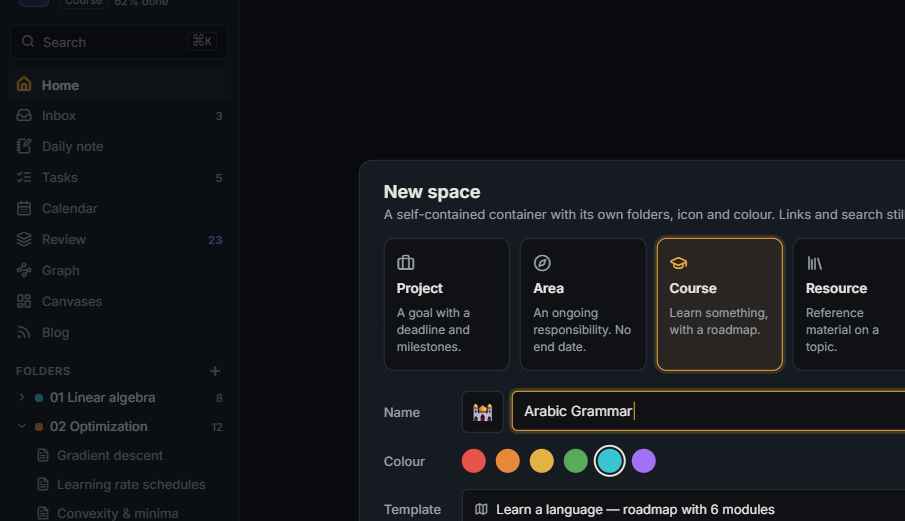 Course 62% done
Search ⌘K
Home
Inbox 3
Daily note
Tasks 5
Calendar
Review 23
Graph
Canvases
Blog
FOLDERS +
01 Linear algebra 8
02 Optimization 12
Gradient descent
Learning rate schedules
Convexity & minima
New space
A self-contained container with its own folders, icon and colour. Links and search still
Project
A goal with a
deadline and
milestones.
Area
An ongoing
responsibility. No
end date.
Course
Learn something,
with a roadmap.
Resource
Reference
material on a
topic.
Name Arabic Grammar
Colour
Template Learn a language — roadmap with 6 modules